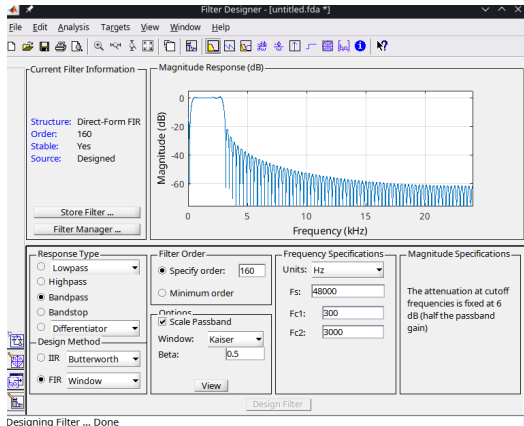 Filter Designer - [untitled.fda *]
File Edit Analysis Targets View Window Help
Current Filter Information
Structure: Direct-Form FIR
Order: 160
Stable: Yes
Source: Designed
Store Filter ...
Filter Manager ...
Magnitude Response (dB)
Magnitude (dB)
0
-20
-40
-60
0 5 10 15 20
Frequency (kHz)
Response Type
Lowpass
Highpass
Bandpass
Bandstop
Differentiator
Design Method
IIR Butterworth
FIR Window
Filter Order
Specify order: 160
Minimum order
Options
Scale Passband
Window: Kaiser
Beta: 0.5
View
Frequency Specifications
Units: Hz
Fs: 48000
Fc1: 300
Fc2: 3000
Magnitude Specifications
The attenuation at cutoff
frequencies is fixed at 6
dB (half the passband
gain)
Design Filter
Designing Filter ... Done